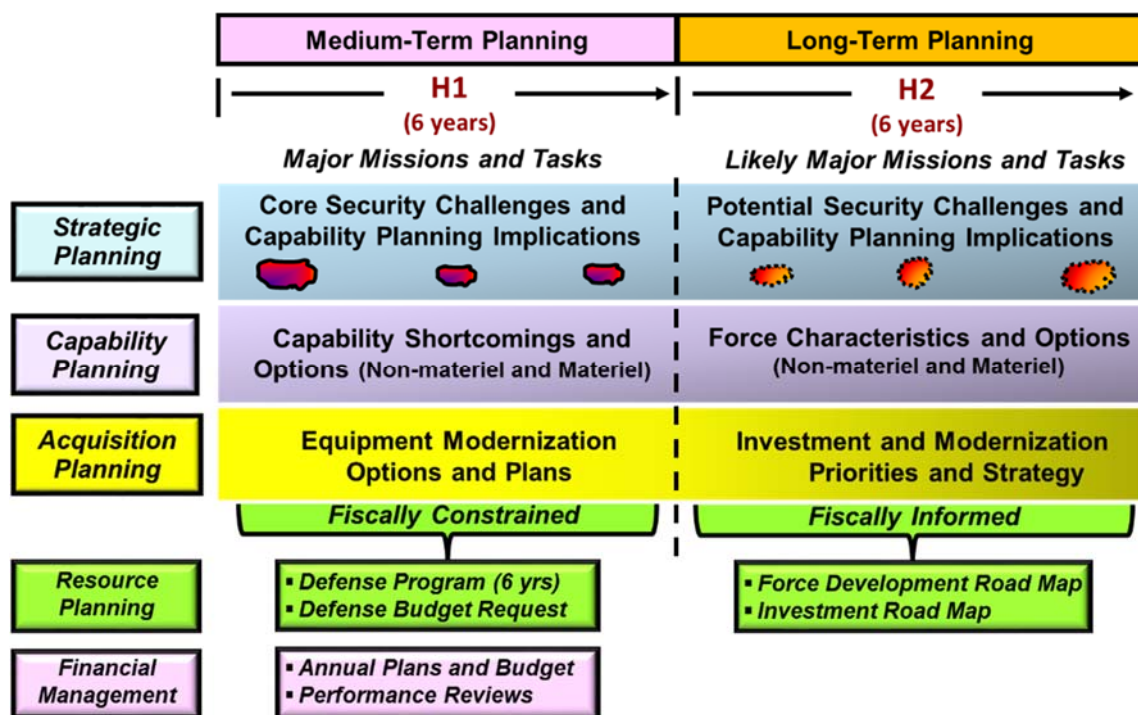 Medium-Term Planning
Long-Term Planning
H1
(6 years)
H2
(6 years)
Major Missions and Tasks
Likely Major Missions and Tasks
Strategic
Planning
Core Security Challenges and
Capability Planning Implications
Potential Security Challenges and
Capability Planning Implications
Capability
Planning
Capability Shortcomings and
Options (Non-materiel and Materiel)
Force Characteristics and Options
(Non-materiel and Materiel)
Acquisition
Planning
Equipment Modernization
Options and Plans
Investment and Modernization
Priorities and Strategy
Fiscally Constrained
Fiscally Informed
Resource
Planning
▪ Defense Program (6 yrs)
▪ Defense Budget Request
▪ Force Development Road Map
▪ Investment Road Map
Financial
Management
▪ Annual Plans and Budget
▪ Performance Reviews